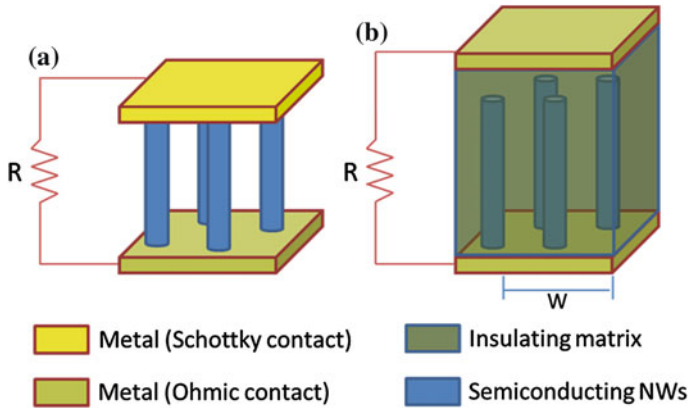 (a)
(b)
R
R
W
Metal (Schottky contact)
Insulating matrix
Metal (Ohmic contact)
Semiconducting NWs